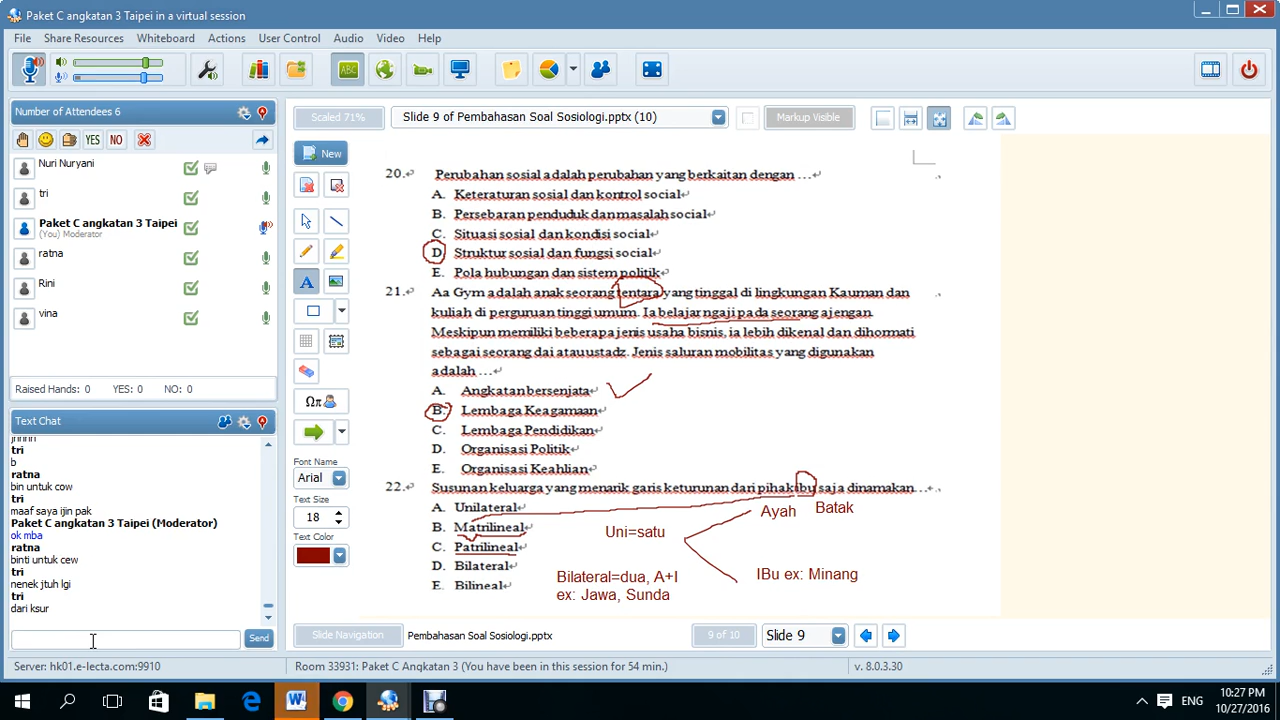 Paket C angkatan 3 Taipei in a virtual session
File Share Resources Whiteboard Actions User Control Audio Video Help
Number of Attendees 6
YES NO
Nuri Nuryani
tri
Paket C angkatan 3 Taipei
(You) Moderator
ratna
Rini
vina
Raised Hands: 0 YES: 0 NO: 0
Text Chat
tri
b
ratna
bin untuk cow
tri
maaf saya ijin pak
Paket C angkatan 3 Taipei (Moderator)
ok mba
ratna
binti untuk cew
tri
nenek jtuh lgi
tri
dari ksur
Send
Scaled 71%
Slide 9 of Pembahasan Soal Sosiologi.pptx (10)
Markup Visible
New
ABC
A
Ωπ
Font Name
Arial
Text Size
18
Text Color
20. Perubahan sosial adalah perubahan yang berkaitan dengan …
A. Keteraturan sosial dan kontrol social
B. Persebaran penduduk dan masalah social
C. Situasi sosial dan kondisi social
D. Struktur sosial dan fungsi social
E. Pola hubungan dan sistem politik
21. Aa Gym adalah anak seorang tentara yang tinggal di lingkungan Kauman dan
kuliah di perguruan tinggi umum. Ia belajar ngaji pada seorang ajengan.
Meskipun memiliki beberapa jenis usaha bisnis, ia lebih dikenal dan dihormati
sebagai seorang dai atau ustadz. Jenis saluran mobilitas yang digunakan
adalah …
A. Angkatan bersenjata
B. Lembaga Keagamaan
C. Lembaga Pendidikan
D. Organisasi Politik
E. Organisasi Keahlian
22. Susunan keluarga yang menarik garis keturunan dari pihak ibu saja dinamakan…
A. Unilateral
B. Matrilineal
C. Patrilineal
D. Bilateral
E. Bilineal
Ayah Batak
Uni=satu
IBu ex: Minang
Bilateral=dua, A+I
ex: Jawa, Sunda
Slide Navigation
Pembahasan Soal Sosiologi.pptx
9 of 10
Slide 9
Server: hk01.e-lecta.com:9910
Room 33931: Paket C Angkatan 3 (You have been in this session for 54 min.)
v. 8.0.3.30
ENG
10:27 PM
10/27/2016